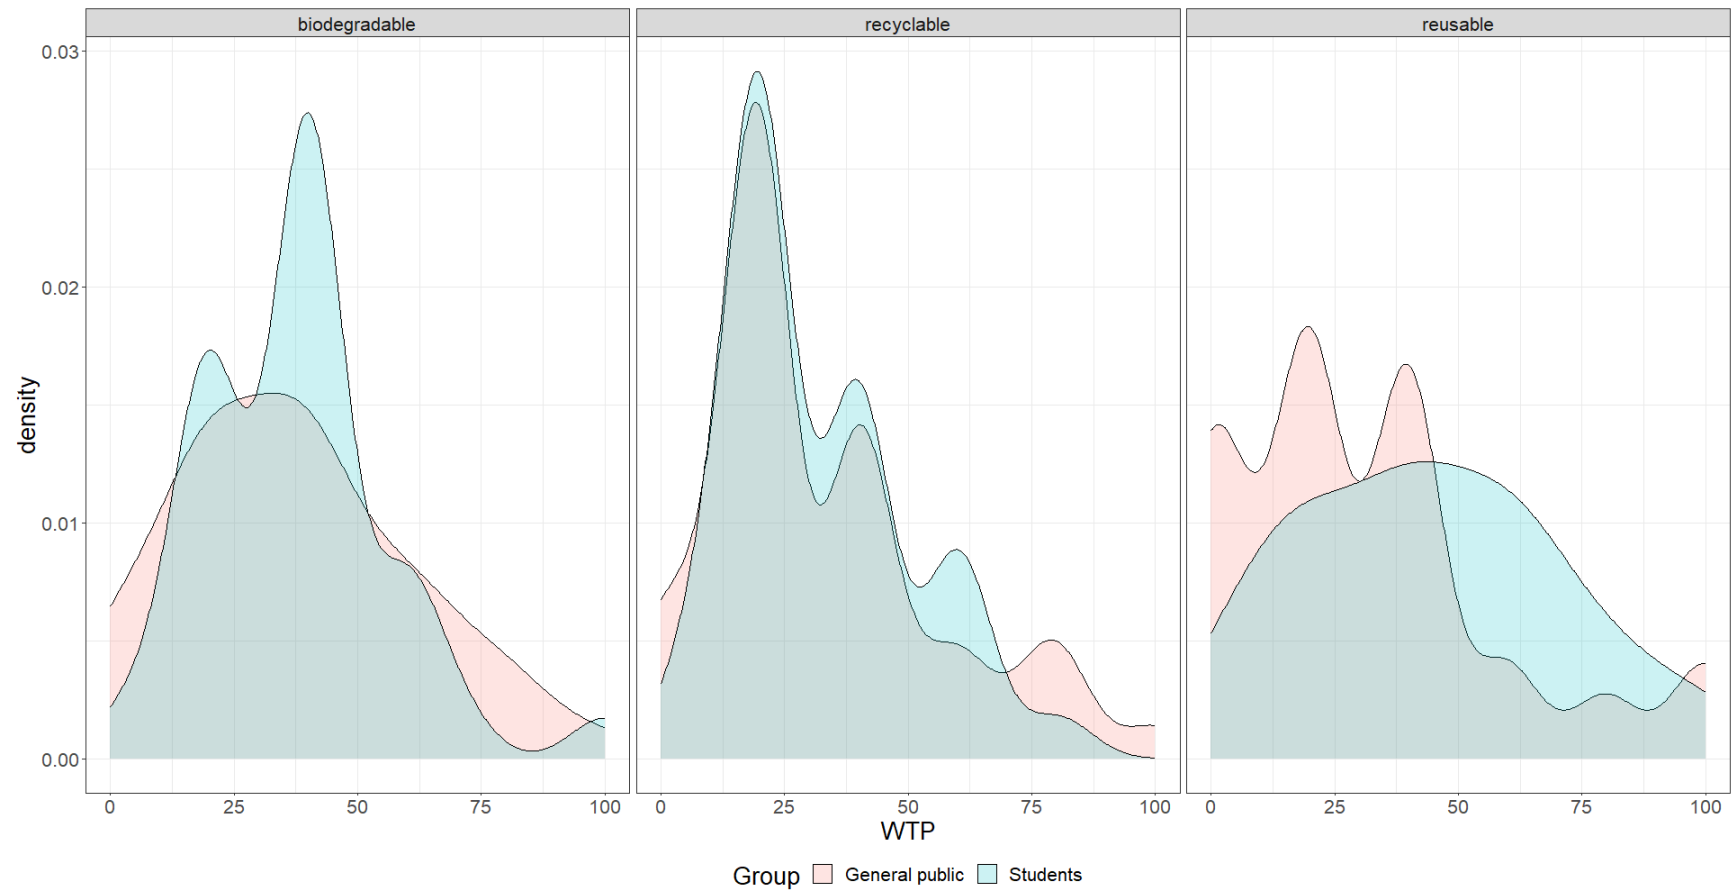 biodegradable recyclable reusable
0.03
0.02
density
0.01
0.00
0 25 50 75 100 0 25 50 75 100 0 25 50 75 100
WTP
Group General public Students